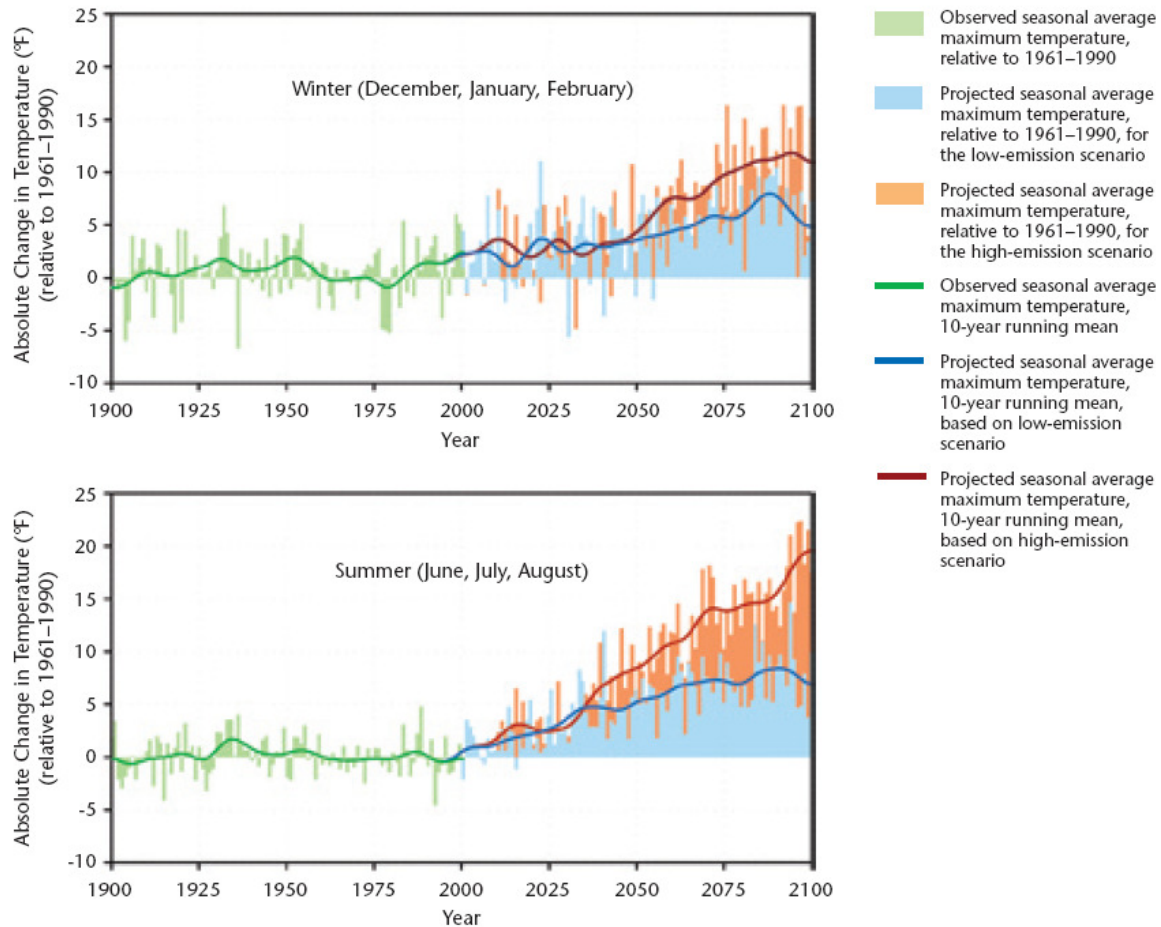 Absolute Change in Temperature (°F)
(relative to 1961–1990)
25
20
15
10
5
0
-5
-10
Winter (December, January, February)
1900
1925
1950
1975
2000
2025
2050
2075
2100
Year
Absolute Change in Temperature (°F)
(relative to 1961–1990)
25
20
15
10
5
0
-5
-10
Summer (June, July, August)
1900
1925
1950
1975
2000
2025
2050
2075
2100
Year
Observed seasonal average
maximum temperature,
relative to 1961–1990
Projected seasonal average
maximum temperature,
relative to 1961–1990, for
the low-emission scenario
Projected seasonal average
maximum temperature,
relative to 1961–1990, for
the high-emission scenario
Observed seasonal average
maximum temperature,
10-year running mean
Projected seasonal average
maximum temperature,
10-year running mean,
based on low-emission
scenario
Projected seasonal average
maximum temperature,
10-year running mean,
based on high-emission
scenario